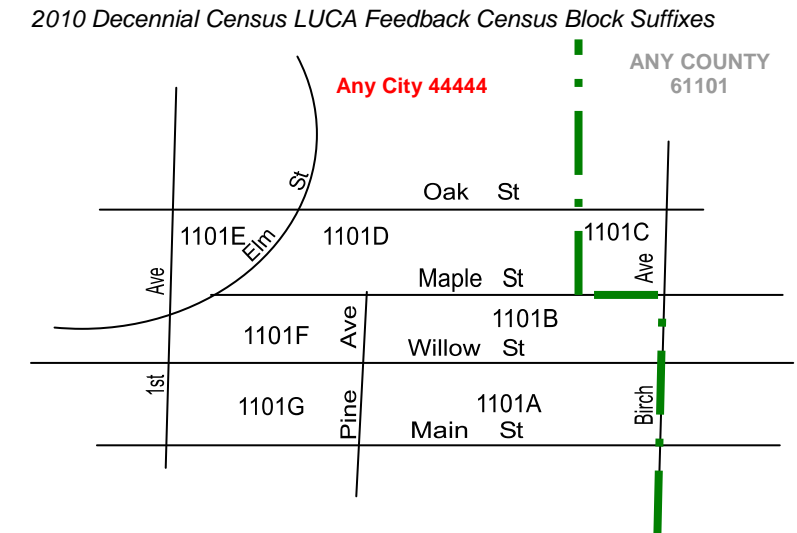 2010 Decennial Census LUCA Feedback Census Block Suffixes
ANY COUNTY
61101
Any City 44444
Oak St
Elm St
1101E
1101D
1101C
Maple St
1st Ave
Birch Ave
1101F
1101B
Pine Ave
Willow St
1101G
1101A
Main St